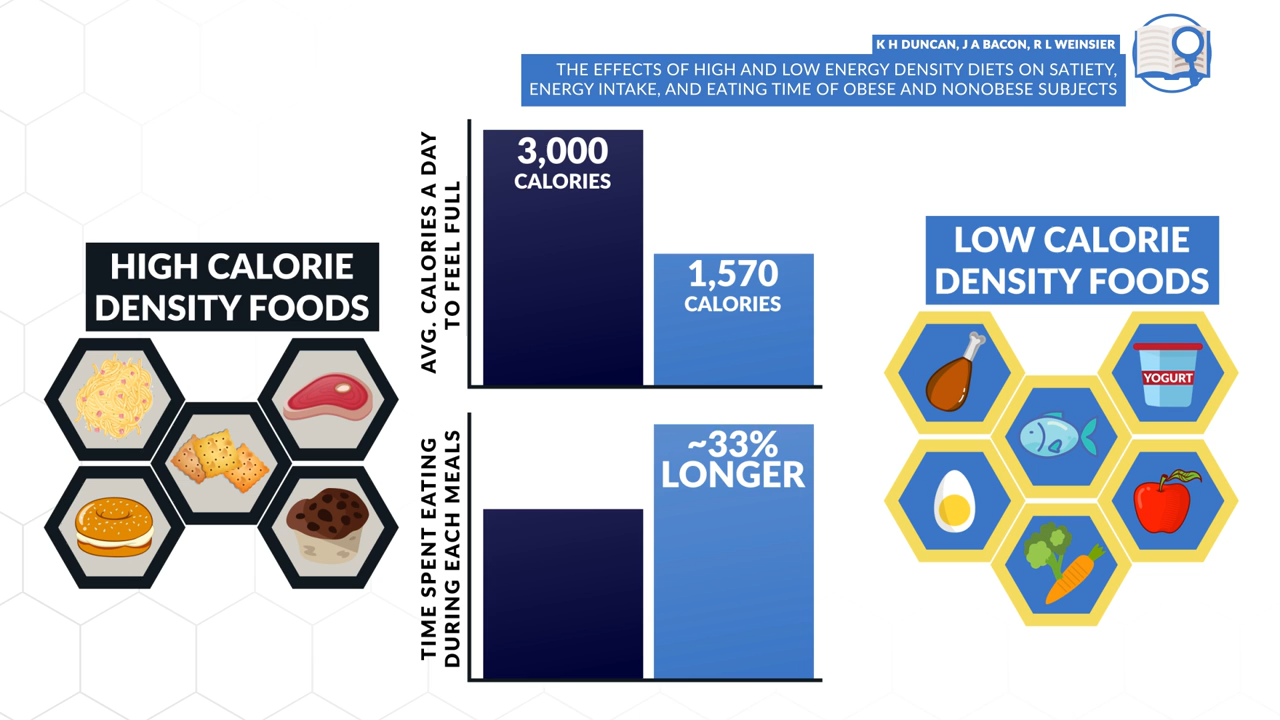 K H DUNCAN, J A BACON, R L WEINSIER
THE EFFECTS OF HIGH AND LOW ENERGY DENSITY DIETS ON SATIETY,
ENERGY INTAKE, AND EATING TIME OF OBESE AND NONOBESE SUBJECTS
HIGH CALORIE
DENSITY FOODS
AVG. CALORIES A DAY
TO FEEL FULL
3,000
CALORIES
1,570
CALORIES
TIME SPENT EATING
DURING EACH MEALS
~33%
LONGER
LOW CALORIE
DENSITY FOODS
YOGURT